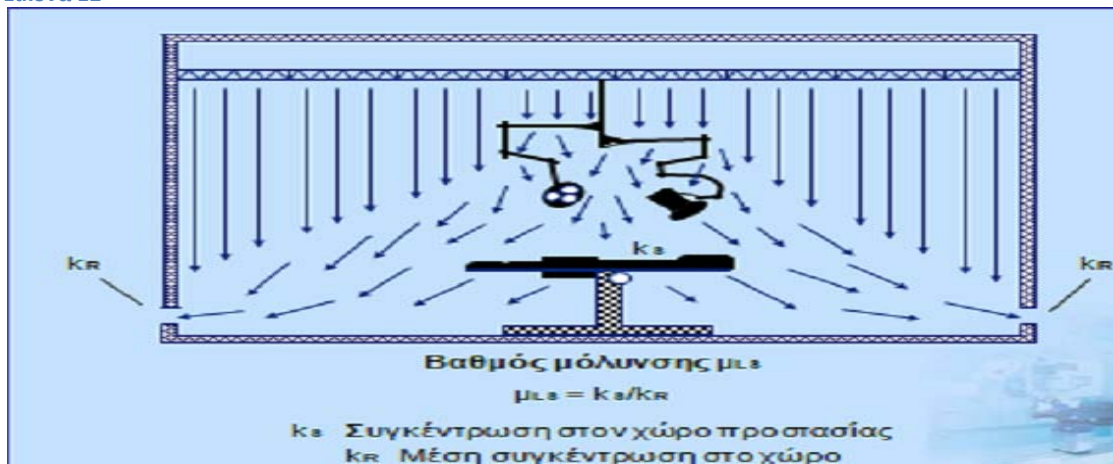 ks
kR
kR
Βαθμός μόλυνσης μLs
μLs = ks/kR
ks Συγκέντρωση στον χώρο προστασίας
kR Μέση συγκέντρωση στο χώρο